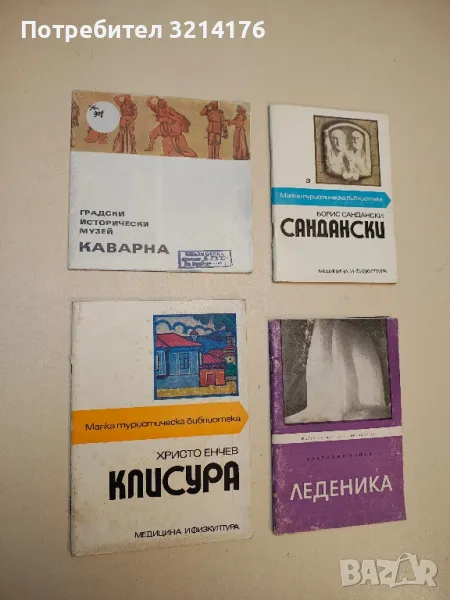 Потребител 3214176
ГРАДСКИ
ИСТОРИЧЕСКИ
МУЗЕЙ
КАВАРНА
Малка туристическа библиотека
БОРИС САНДАНСКИ
САНДАНСКИ
МЕДИЦИНА И ФИЗКУЛТУРА
Малка туристическа библиотека
ХРИСТО ЕНЧЕВ
КЛИСУРА
МЕДИЦИНА И ФИЗКУЛТУРА
ЛЕДЕНИКА
BAZAR